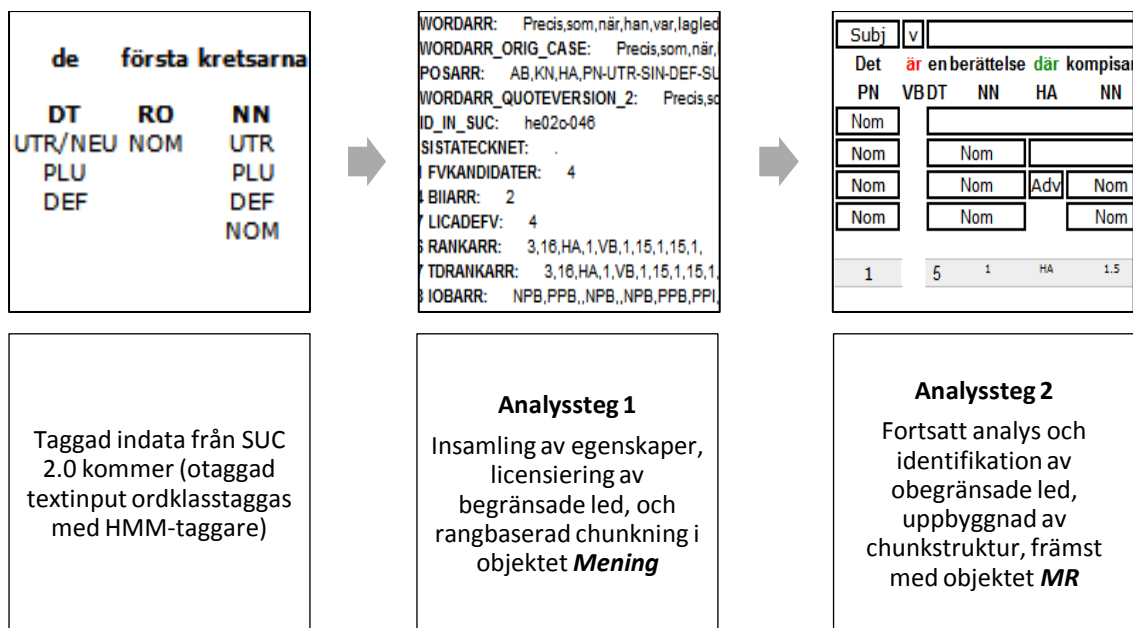 de första kretsarna
DT RO NN
UTR/NEU NOM UTR
PLU PLU
DEF DEF
NOM
WORDARR: Precis,som,när,han,var,lagled
WORDARR_ORIG_CASE: Precis,som,när,
POSARR: AB,KN,HA,PN-UTR-SIN-DEF-SU
WORDARR_QUOTEVERSION_2: Precis,so
ID_IN_SUC: he02c-046
SISTATECKNET: .
FVKANDIDATER: 4
BIIARR: 2
LICADEFV: 4
RANKARR: 3,16,HA,1,VB,1,15,1,15,1,
TDRANKARR: 3,16,HA,1,VB,1,15,1,15,1,
IOBARR: NPB,PPB,,NPB,,NPB,PPB,PPI,
Subj v
Det är en berättelse där kompisar
PN VB DT NN HA NN
Nom
Nom Nom
Nom Nom Adv Nom
Nom Nom Nom
1 5 1 HA 1.5
Taggad indata från SUC
2.0 kommer (otaggad
textinput ordklasstaggas
med HMM-taggare)
Analyssteg 1
Insamling av egenskaper,
licensiering av
begränsade led, och
rangbaserad chunkning i
objektet Mening
Analyssteg 2
Fortsatt analys och
identifikation av
obegränsade led,
uppbyggnad av
chunkstruktur, främst
med objektet MR